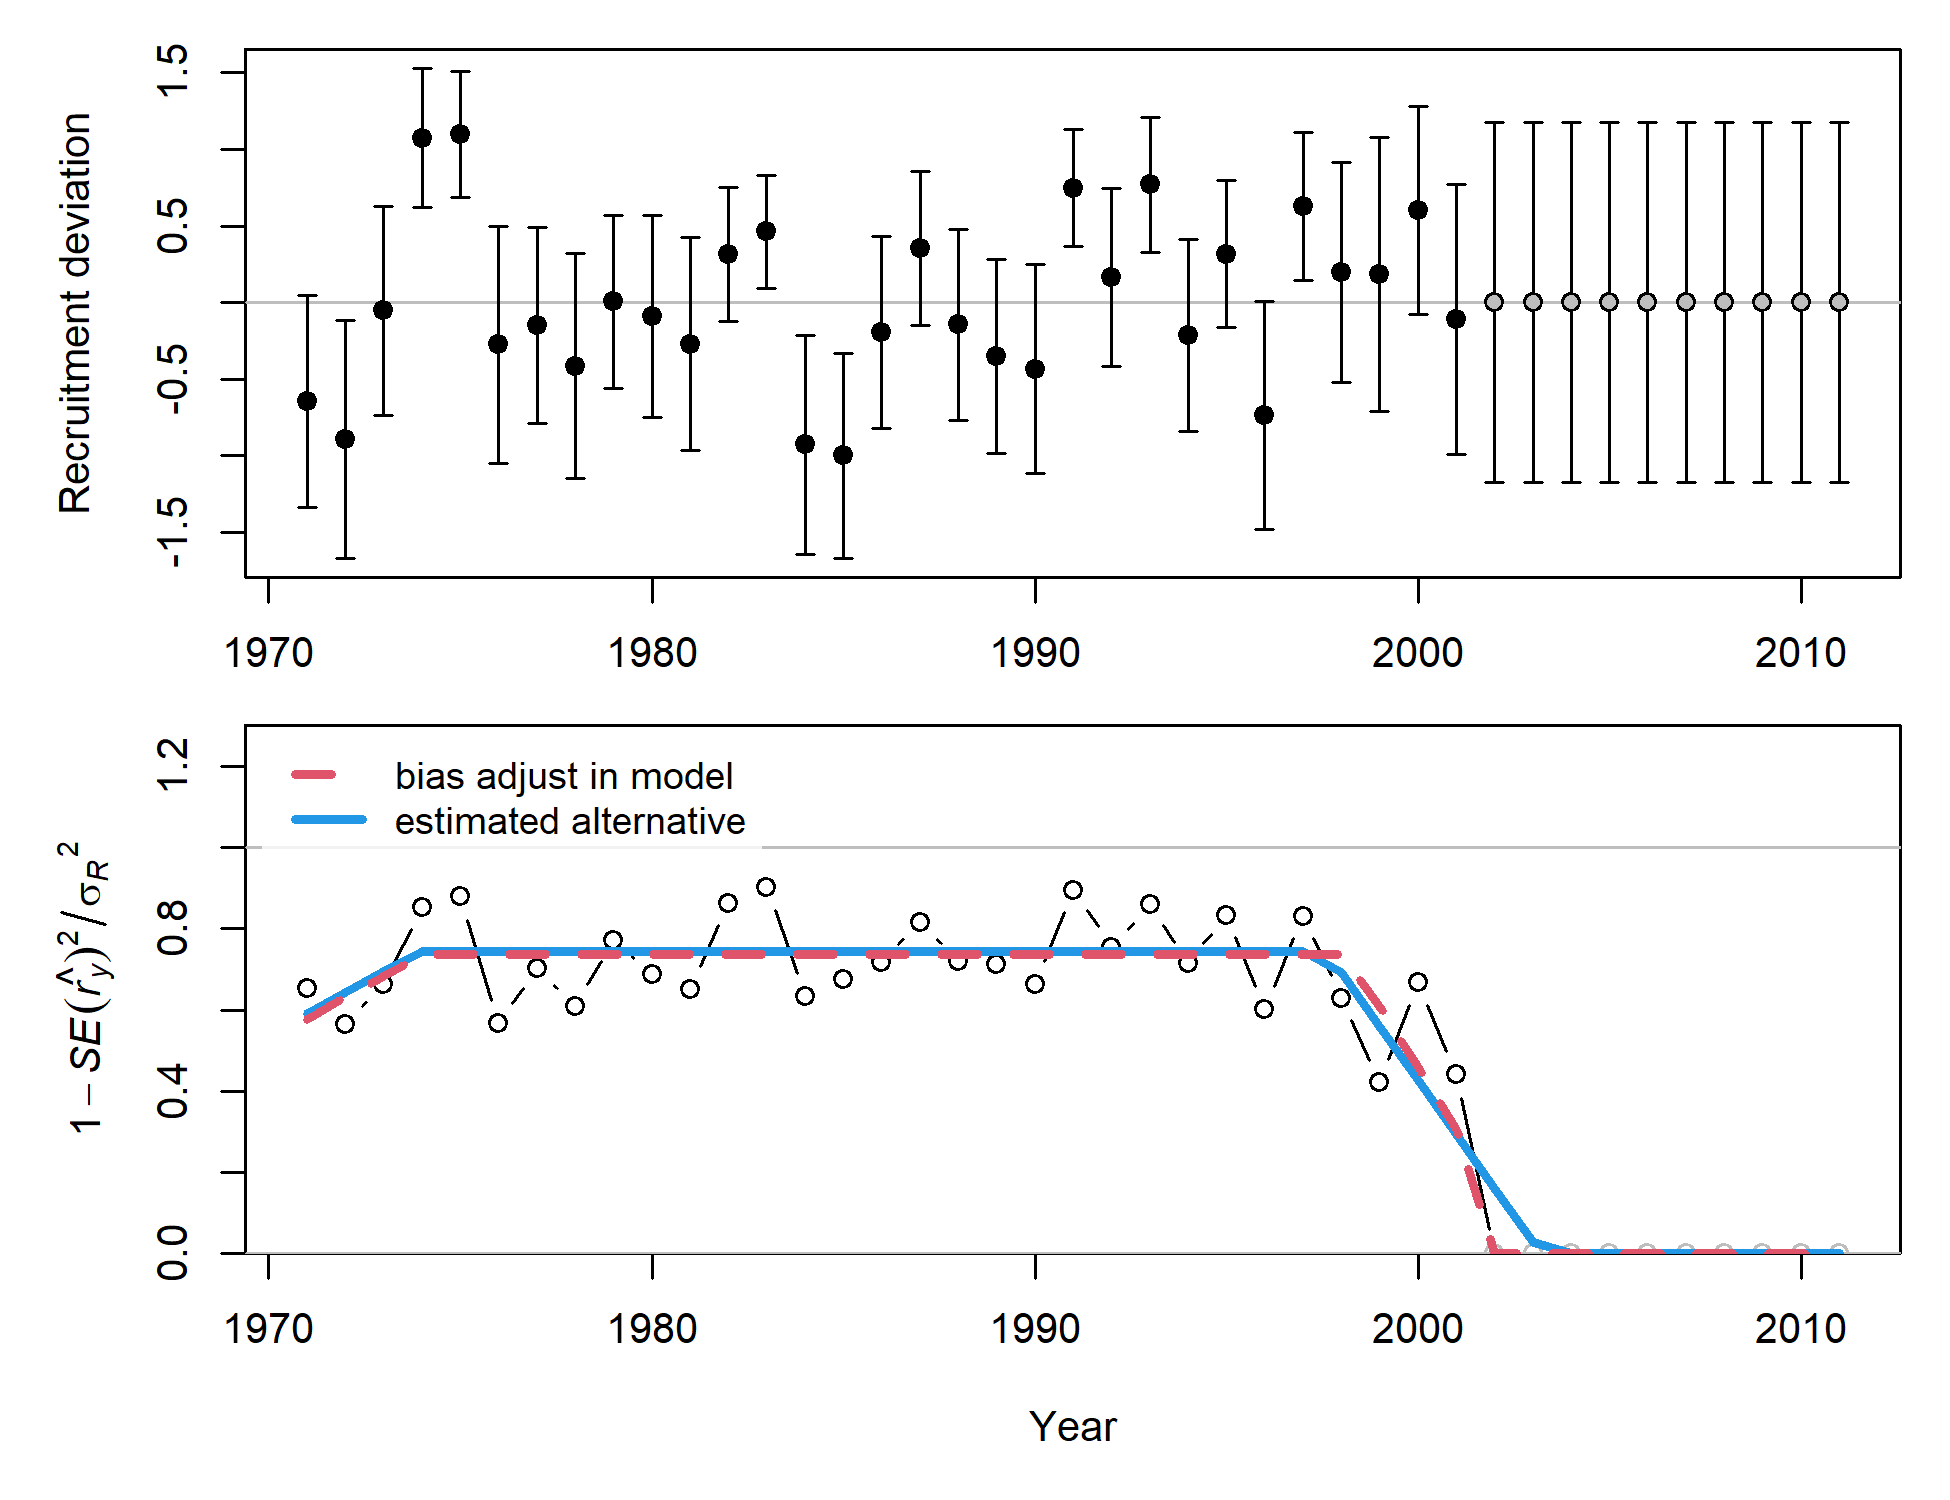 Recruitment deviation
1.5
0.5
-0.5
-1.5
1970 1980 1990 2000 2010
1 − SE(r̂y)² / σR²
1.2
0.8
0.4
0.0
bias adjust in model
estimated alternative
1970 1980 1990 2000 2010
Year